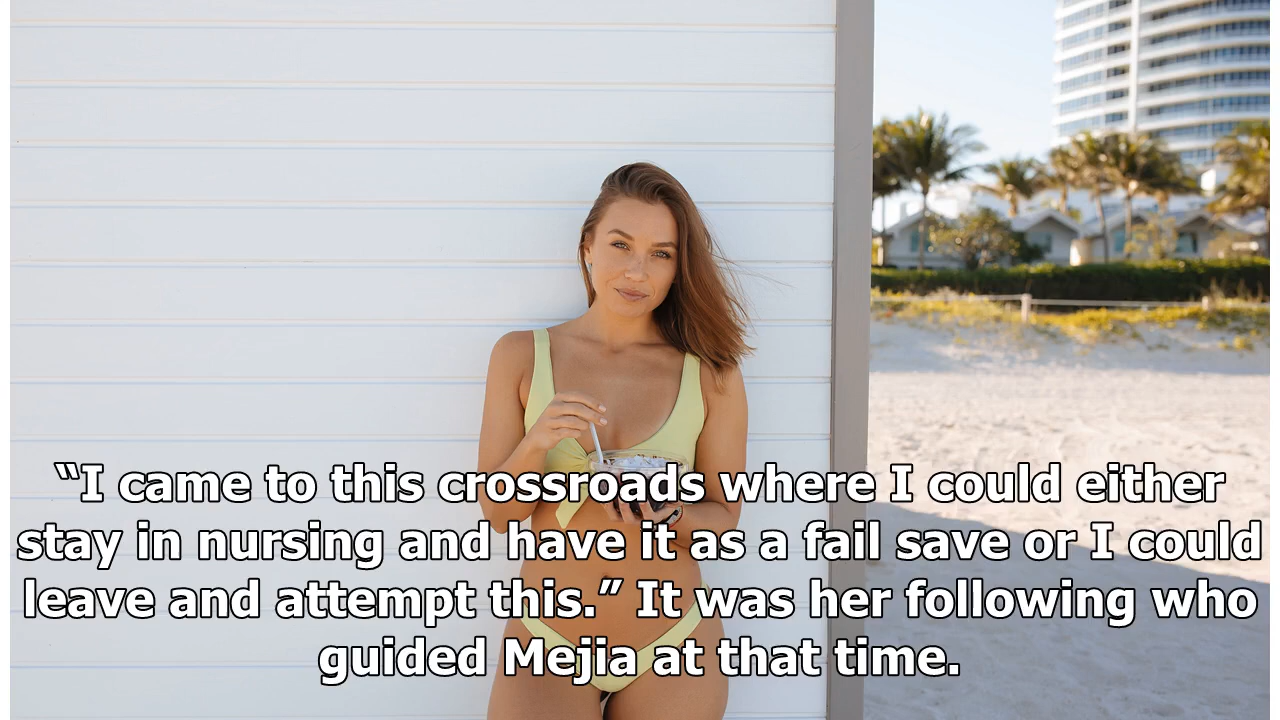 “I came to this crossroads where I could either
stay in nursing and have it as a fail save or I could
leave and attempt this.” It was her following who
guided Mejia at that time.